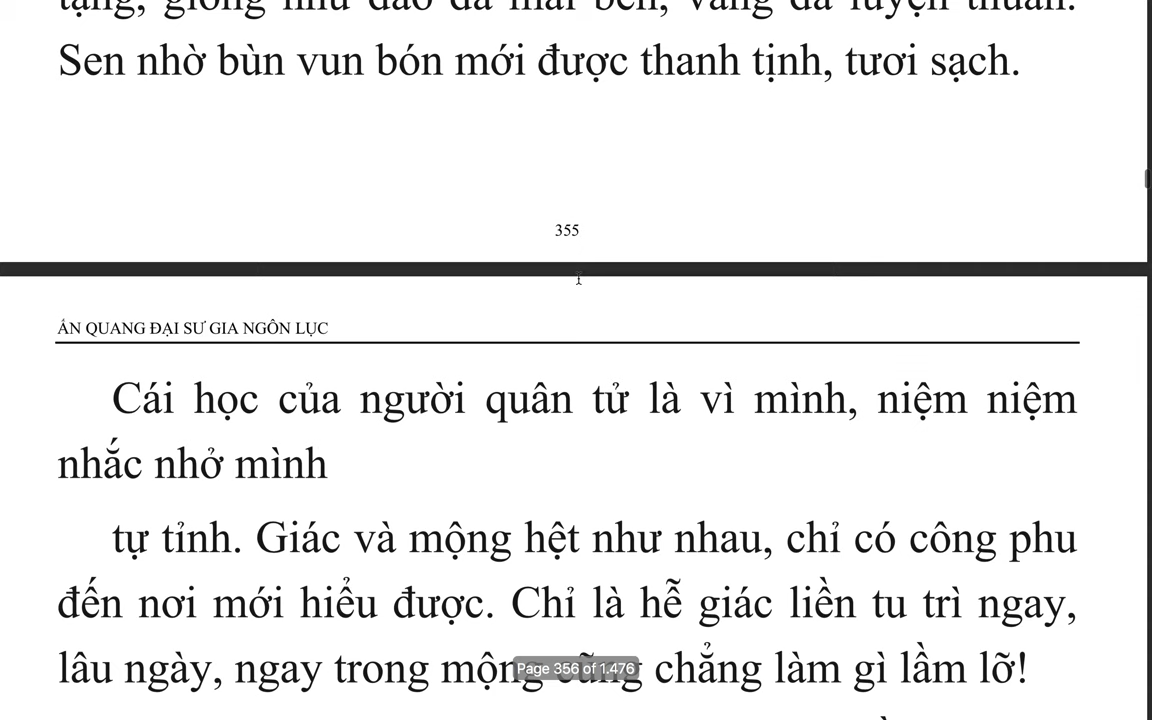 Sen nhờ bùn vun bón mới được thanh tịnh, tươi sạch.
355
ẤN QUANG ĐẠI SƯ GIA NGÔN LỤC
Cái học của người quân tử là vì mình, niệm niệm
nhắc nhở mình
tự tỉnh. Giác và mộng hệt như nhau, chỉ có công phu
đến nơi mới hiểu được. Chỉ là hễ giác liền tu trì ngay,
lâu ngày, ngay trong mộng cũng chẳng làm gì lầm lỡ!
Page 356 of 1.476